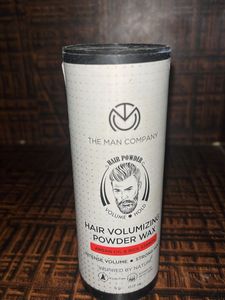 THE MAN COMPANY
HAIR POWDER
VOLUME • HOLD
HAIR VOLUMIZING
POWDER WAX
INTENSE VOLUME • STRONG
INSPIRED BY NATURE